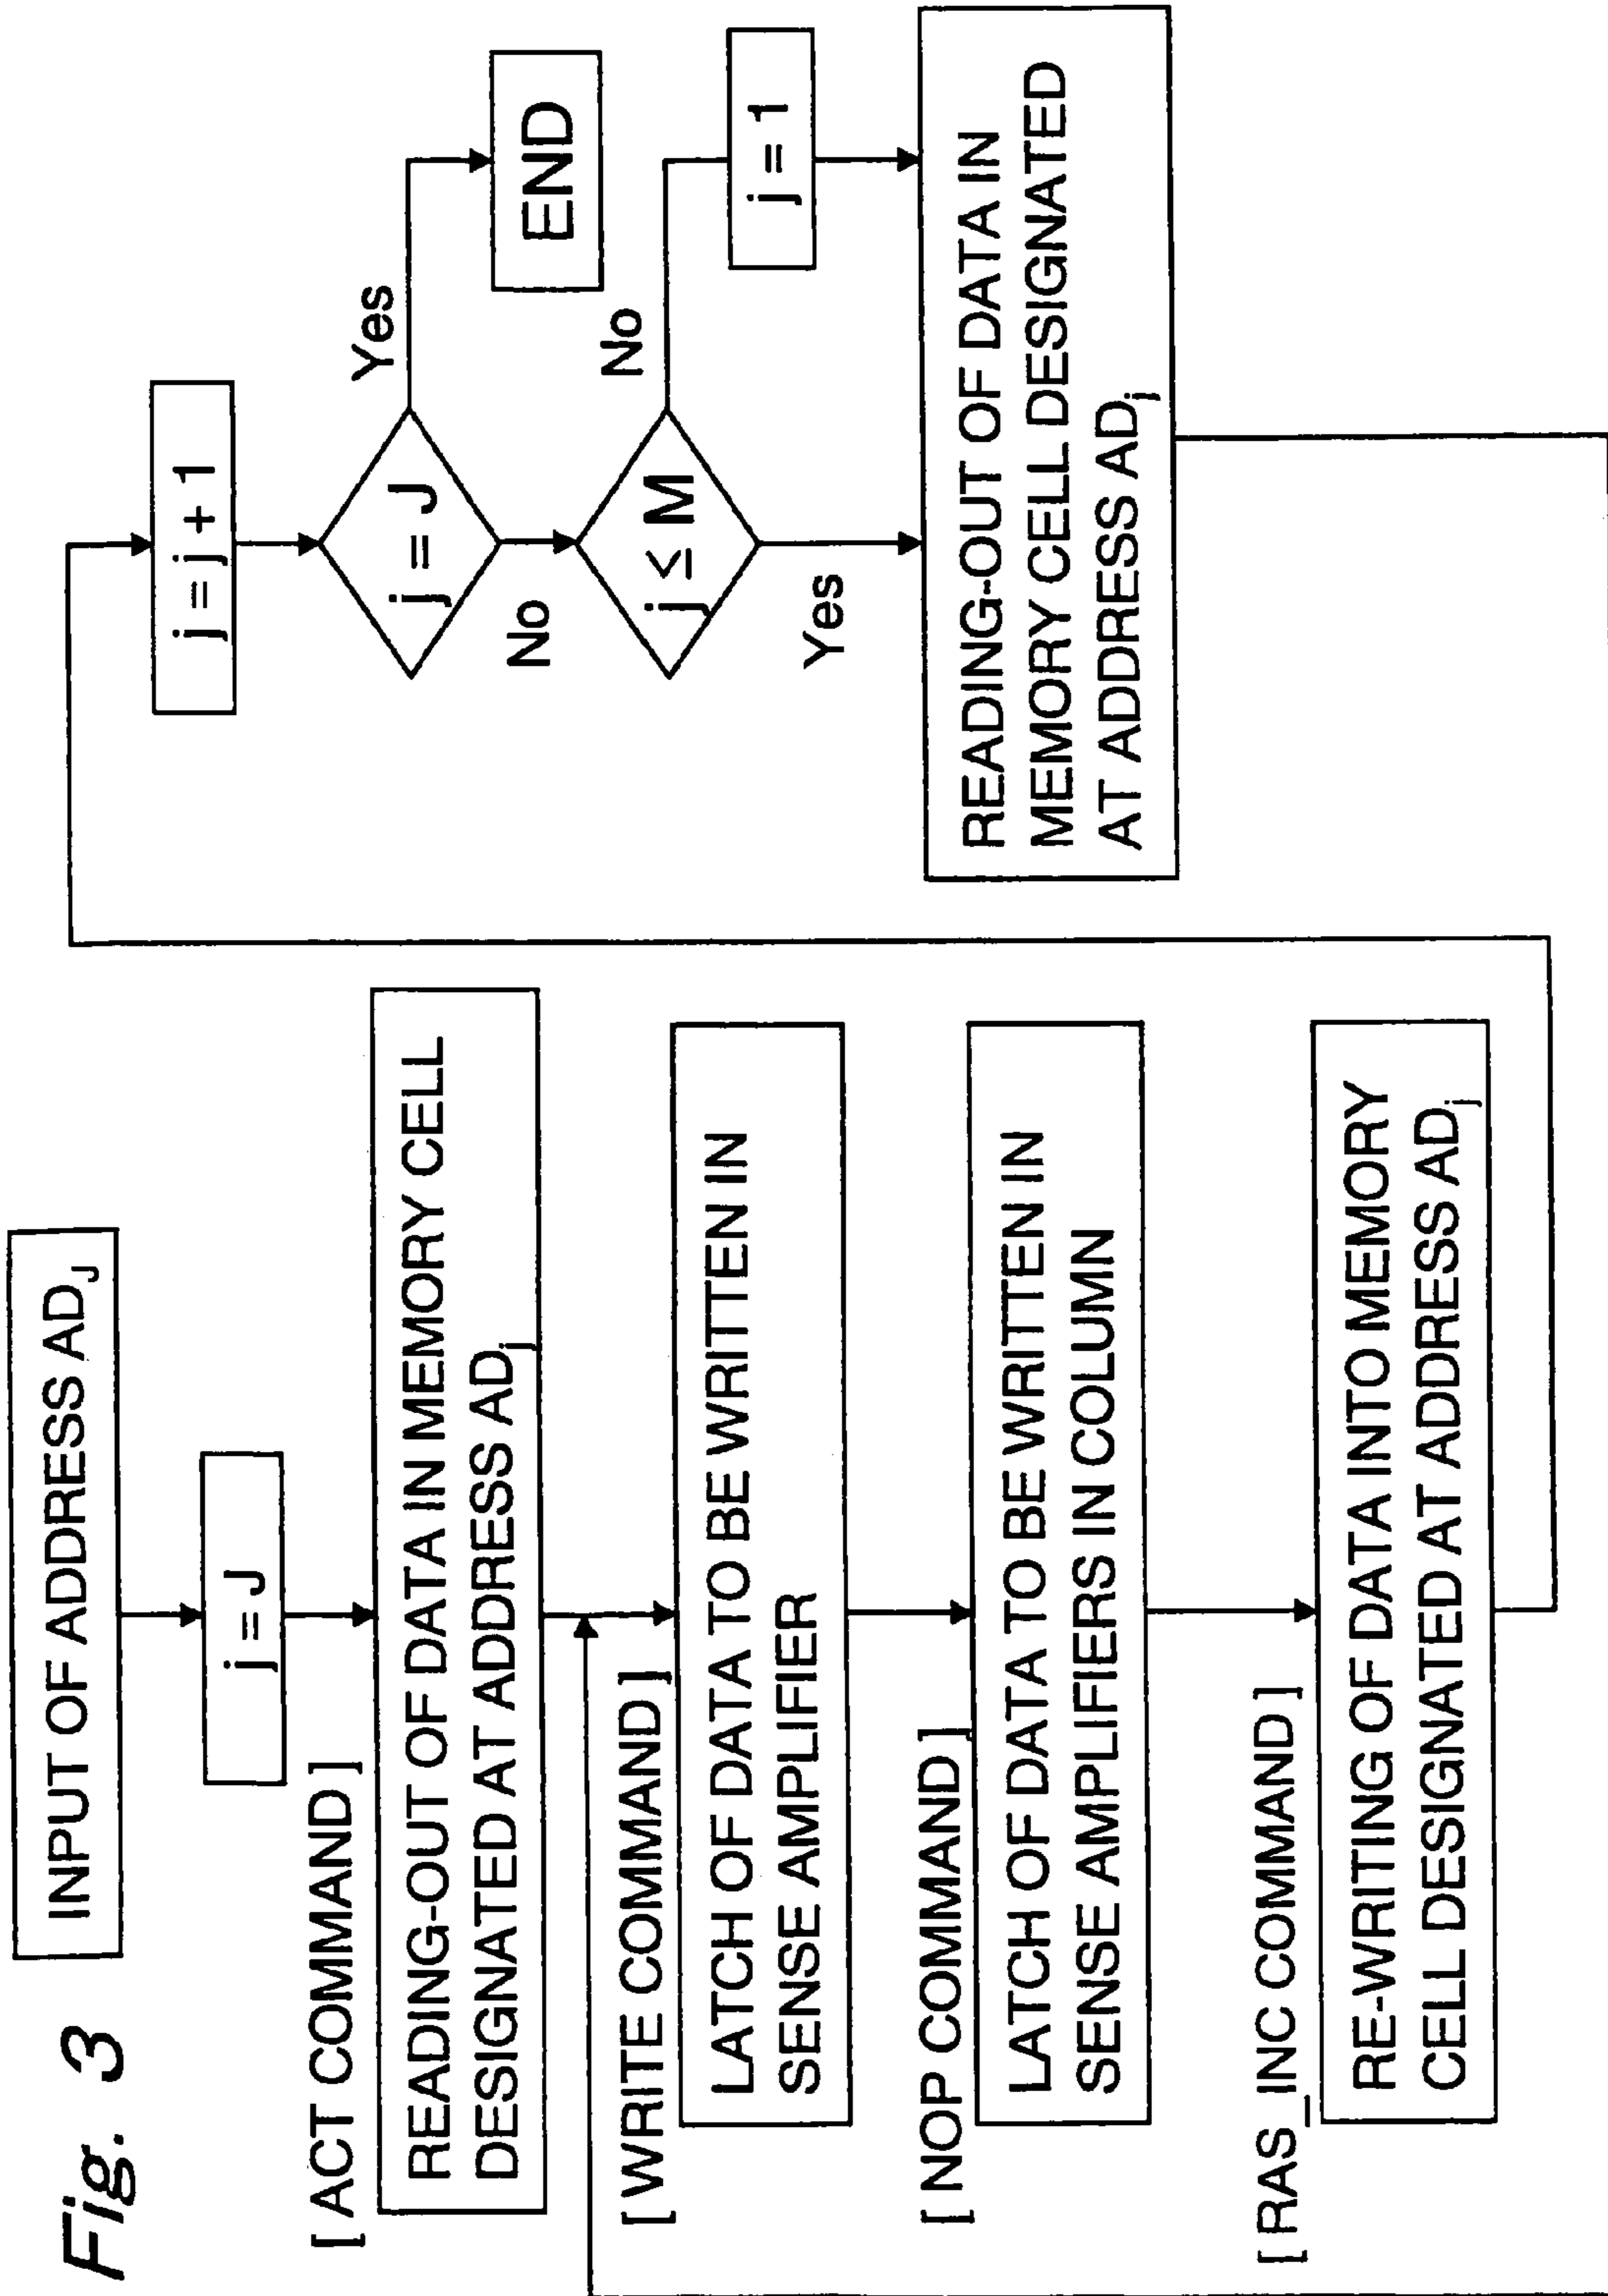 Fig. 3
INPUT OF ADDRESS AD_J
j = J
[ ACT COMMAND ]
READING-OUT OF DATA IN MEMORY CELL
DESIGNATED AT ADDRESS AD_j
[ WRITE COMMAND ]
LATCH OF DATA TO BE WRITTEN IN
SENSE AMPLIFIER
[ NOP COMMAND ]
LATCH OF DATA TO BE WRITTEN IN
SENSE AMPLIFIERS IN COLUMN
[ RAS_INC COMMAND ]
RE-WRITING OF DATA INTO MEMORY
CELL DESIGNATED AT ADDRESS AD_j
j = j + 1
j = J
Yes
END
No
j ≤ M
No
j = 1
Yes
READING-OUT OF DATA IN
MEMORY CELL DESIGNATED
AT ADDRESS AD_j